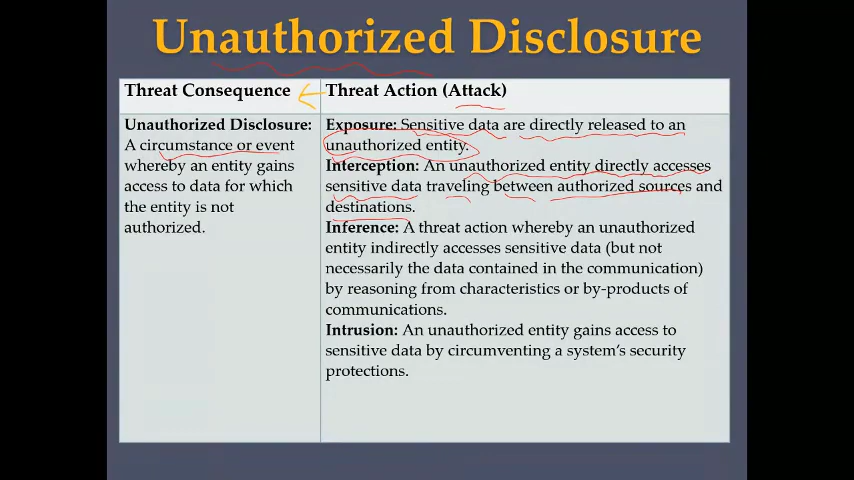 Unauthorized Disclosure
Threat Consequence
Threat Action (Attack)
Unauthorized Disclosure:
A circumstance or event
whereby an entity gains
access to data for which
the entity is not
authorized.
Exposure: Sensitive data are directly released to an
unauthorized entity.
Interception: An unauthorized entity directly accesses
sensitive data traveling between authorized sources and
destinations.
Inference: A threat action whereby an unauthorized
entity indirectly accesses sensitive data (but not
necessarily the data contained in the communication)
by reasoning from characteristics or by-products of
communications.
Intrusion: An unauthorized entity gains access to
sensitive data by circumventing a system's security
protections.